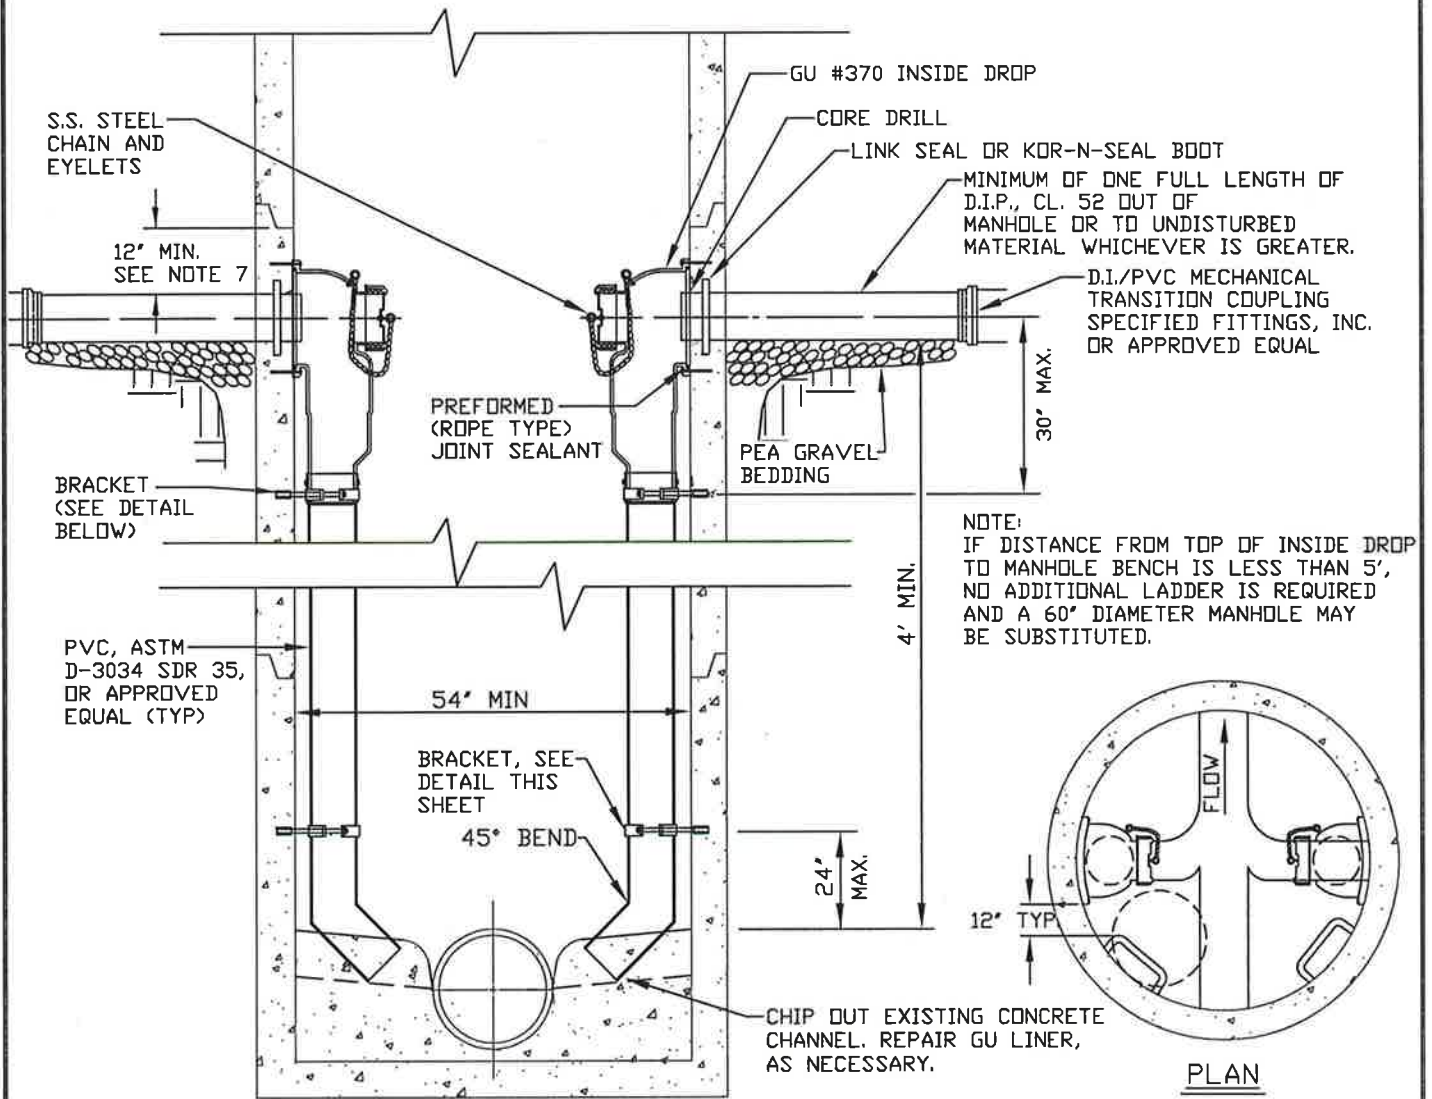 GU #370 INSIDE DROP
S.S. STEEL
CHAIN AND
EYELETS
CORE DRILL
LINK SEAL OR KOR-N-SEAL BOOT
MINIMUM OF ONE FULL LENGTH OF
D.I.P., CL. 52 OUT OF
MANHOLE OR TO UNDISTURBED
MATERIAL WHICHEVER IS GREATER.
12" MIN.
SEE NOTE 7
D.I./PVC MECHANICAL
TRANSITION COUPLING
SPECIFIED FITTINGS, INC.
OR APPROVED EQUAL
30" MAX.
PREFORMED
(ROPE TYPE)
JOINT SEALANT
PEA GRAVEL
BEDDING
BRACKET
(SEE DETAIL
BELOW)
NOTE:
IF DISTANCE FROM TOP OF INSIDE DROP
TO MANHOLE BENCH IS LESS THAN 5',
NO ADDITIONAL LADDER IS REQUIRED
AND A 60" DIAMETER MANHOLE MAY
BE SUBSTITUTED.
4' MIN.
PVC, ASTM
D-3034 SDR 35,
OR APPROVED
EQUAL (TYP)
54" MIN
BRACKET, SEE
DETAIL THIS
SHEET
45° BEND
24"
MAX.
FLOW
12" TYP.
CHIP OUT EXISTING CONCRETE
CHANNEL. REPAIR GU LINER,
AS NECESSARY.
PLAN